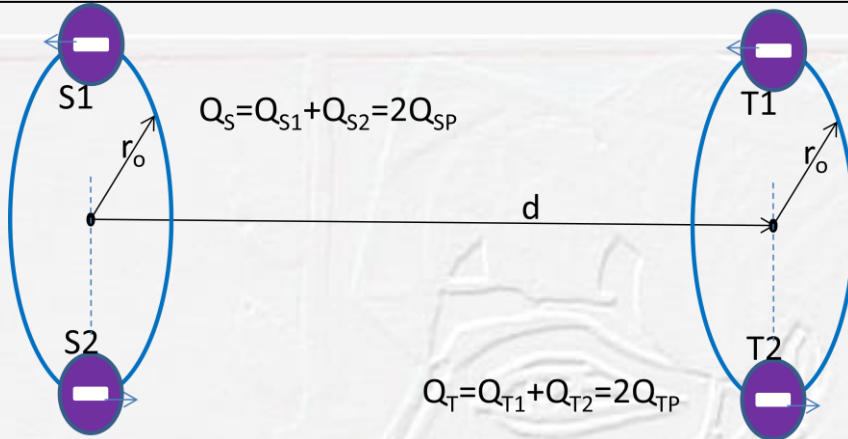 S1
T1
Q_S=Q_S1+Q_S2=2Q_SP
r_o
r_o
d
S2
T2
Q_T=Q_T1+Q_T2=2Q_TP